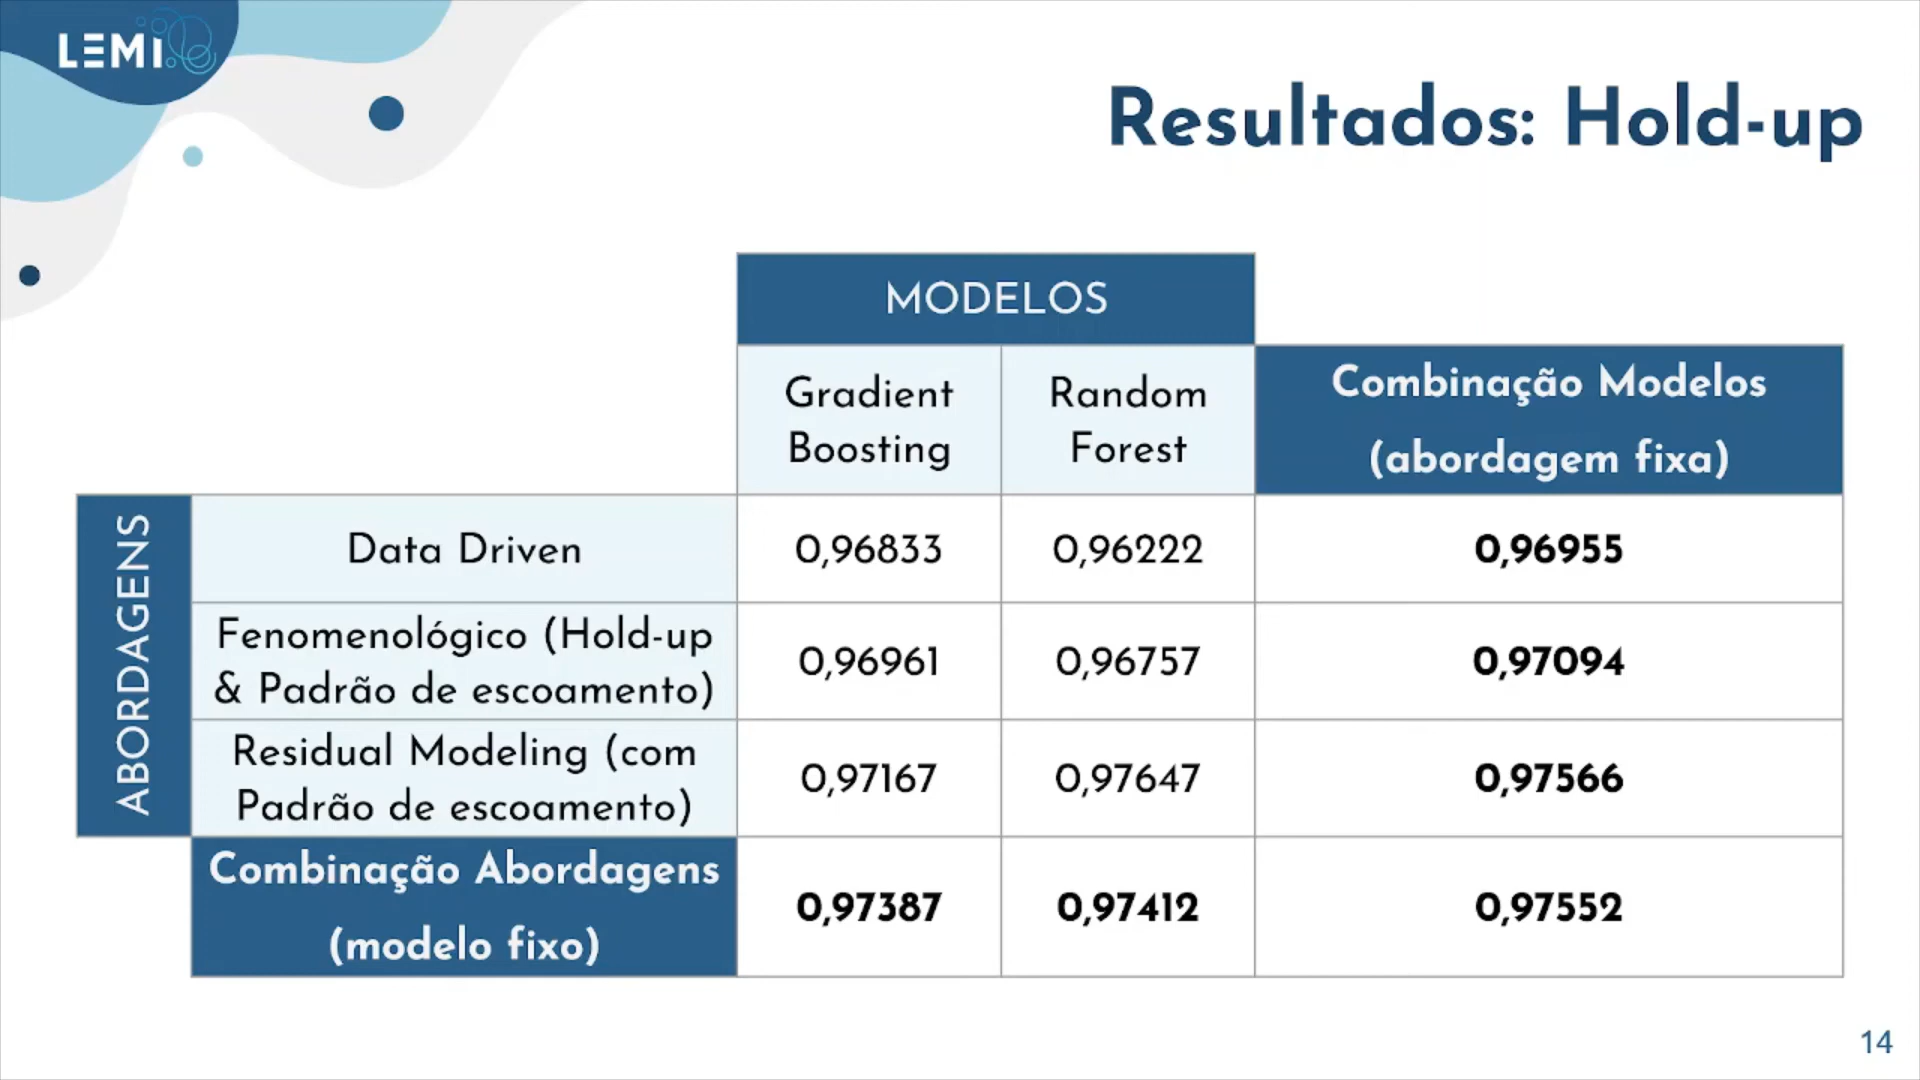 LEMI
Resultados: Hold-up
MODELOS
Gradient
Boosting
Random
Forest
Combinação Modelos
(abordagem fixa)
ABORDAGENS
Data Driven
0,96833
0,96222
0,96955
Fenomenológico (Hold-up
& Padrão de escoamento)
0,96961
0,96757
0,97094
Residual Modeling (com
Padrão de escoamento)
0,97167
0,97647
0,97566
Combinação Abordagens
(modelo fixo)
0,97387
0,97412
0,97552
14